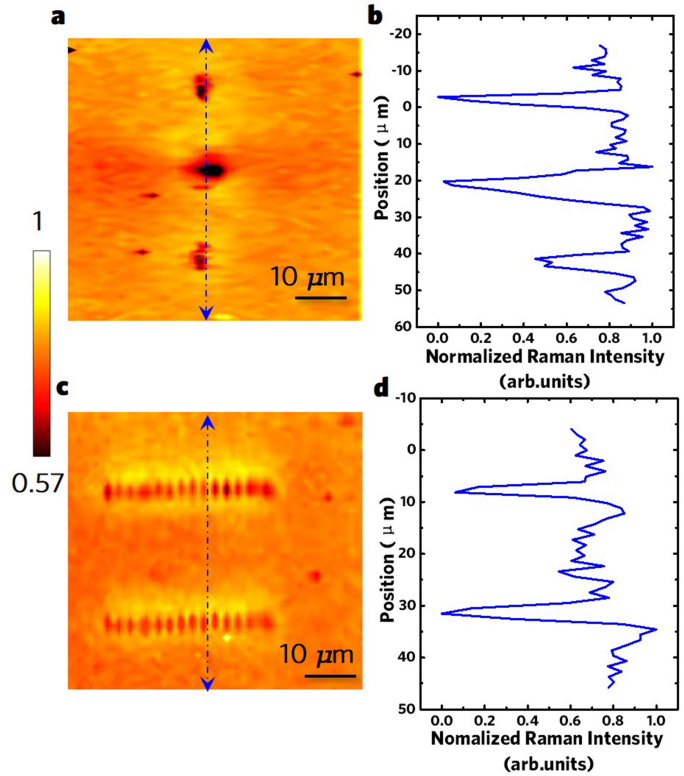 a
b
1
0.57
10 µm
-20
-10
0
10
20
30
40
50
60
Position ( μ m)
0.0 0.2 0.4 0.6 0.8 1.0
Normalized Raman Intensity
(arb.units)
c
d
10 µm
-10
0
10
20
30
40
50
Position ( μ m)
0.0 0.2 0.4 0.6 0.8 1.0
Nomalized Raman Intensity
(arb.units)